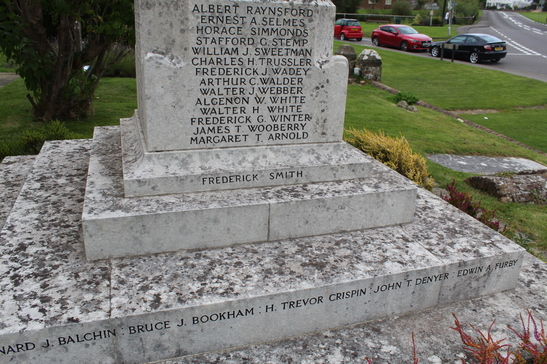 ALBERT RAYNSFORD
ERNEST A. SELMES
HORACE SIMMONDS
STAFFORD G. STEMP
WILLIAM J. SWEETMAN
CHARLES H. TRUSSLER
FREDERICK J. WADEY
ARTHUR C. WALDER
WALTER J. WEBBER
ALGENON W. WHITE
WALTER H. WHITE
FREDERICK G. WINTER
JAMES T. WOOBERRY
MARGARET T. ARNOLD
FREDERICK SMITH
NARD J. BALCHIN : BRUCE J. BOOKHAM : H. TREVOR CRISPIN : JOHN T DENYER : EDWIN A. FURBY